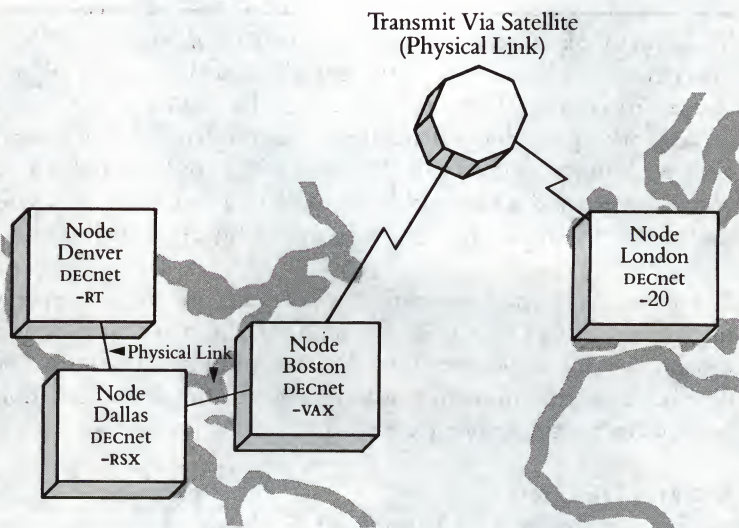 Transmit Via Satellite
(Physical Link)
Node
Denver
DECnet
-RT
Node
London
DECnet
-20
Physical Link
Node
Boston
DECnet
-VAX
Node
Dallas
DECnet
-RSX